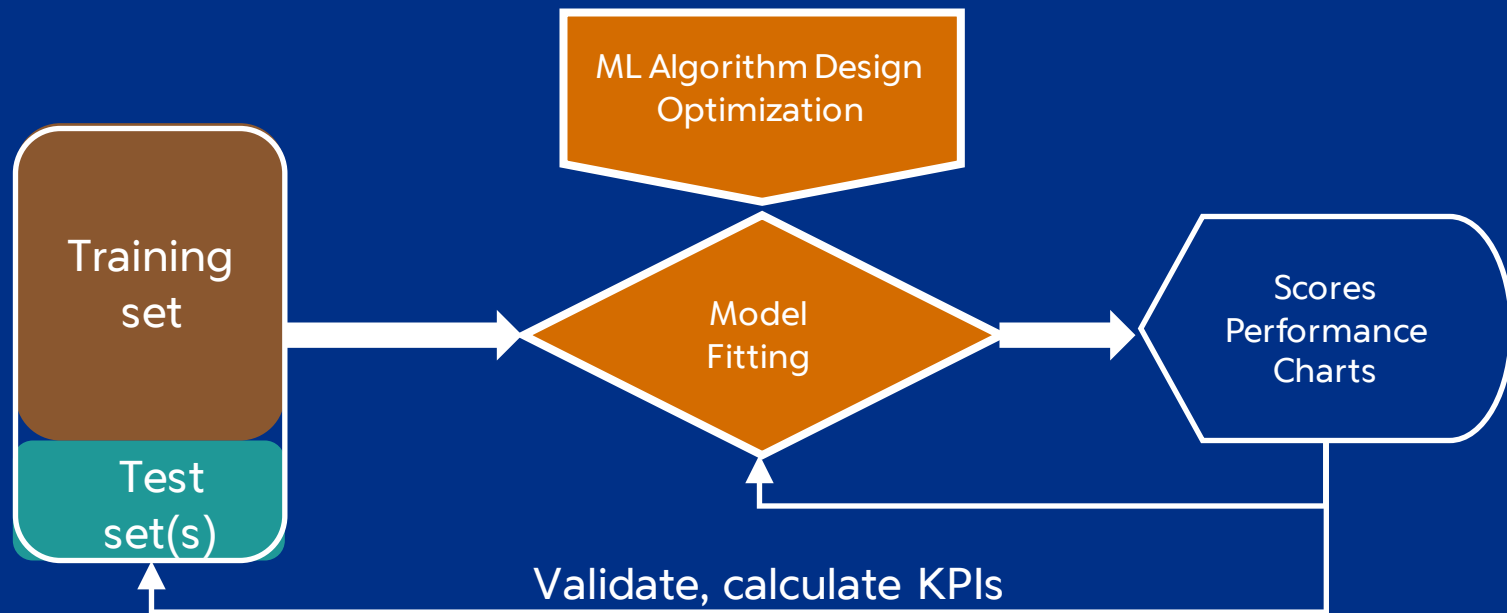 ML Algorithm Design
Optimization
Training
set
Test
set(s)
Model
Fitting
Scores
Performance
Charts
Validate, calculate KPIs